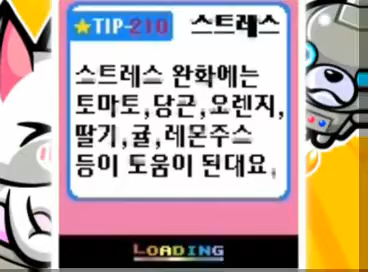 ★TIP-210 스트레스
스트레스 완화에는
토마토,당근,오렌지,
딸기,귤,레몬주스
등이 도움이 된대요.
LOADING